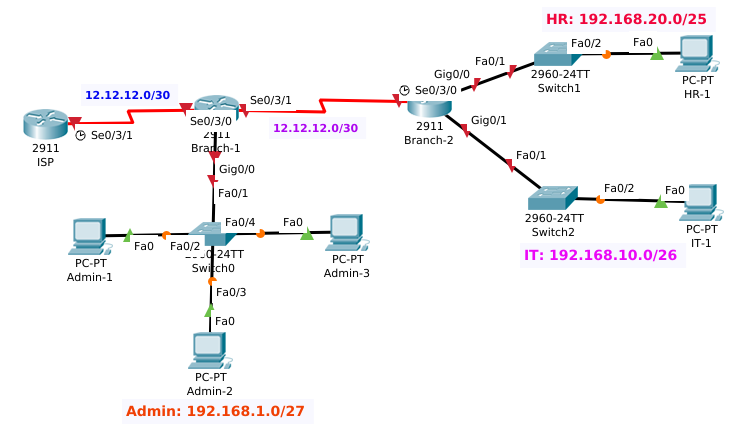 HR: 192.168.20.0/25
Fa0/2
Fa0
Fa0/1
Gig0/0
2960-24TT
Switch1
PC-PT
HR-1
12.12.12.0/30
Se0/3/1
Se0/3/0
Se0/3/0
12.12.12.0/30
Se0/3/1
2911
ISP
2911
Branch-1
2911
Branch-2
Gig0/1
Gig0/0
Fa0/1
Fa0/1
Fa0/2
Fa0
2960-24TT
Switch2
PC-PT
IT-1
IT: 192.168.10.0/26
Fa0/4
Fa0
Fa0
Fa0/2
-24TT
Switch0
PC-PT
Admin-1
PC-PT
Admin-3
Fa0/3
Fa0
PC-PT
Admin-2
Admin: 192.168.1.0/27